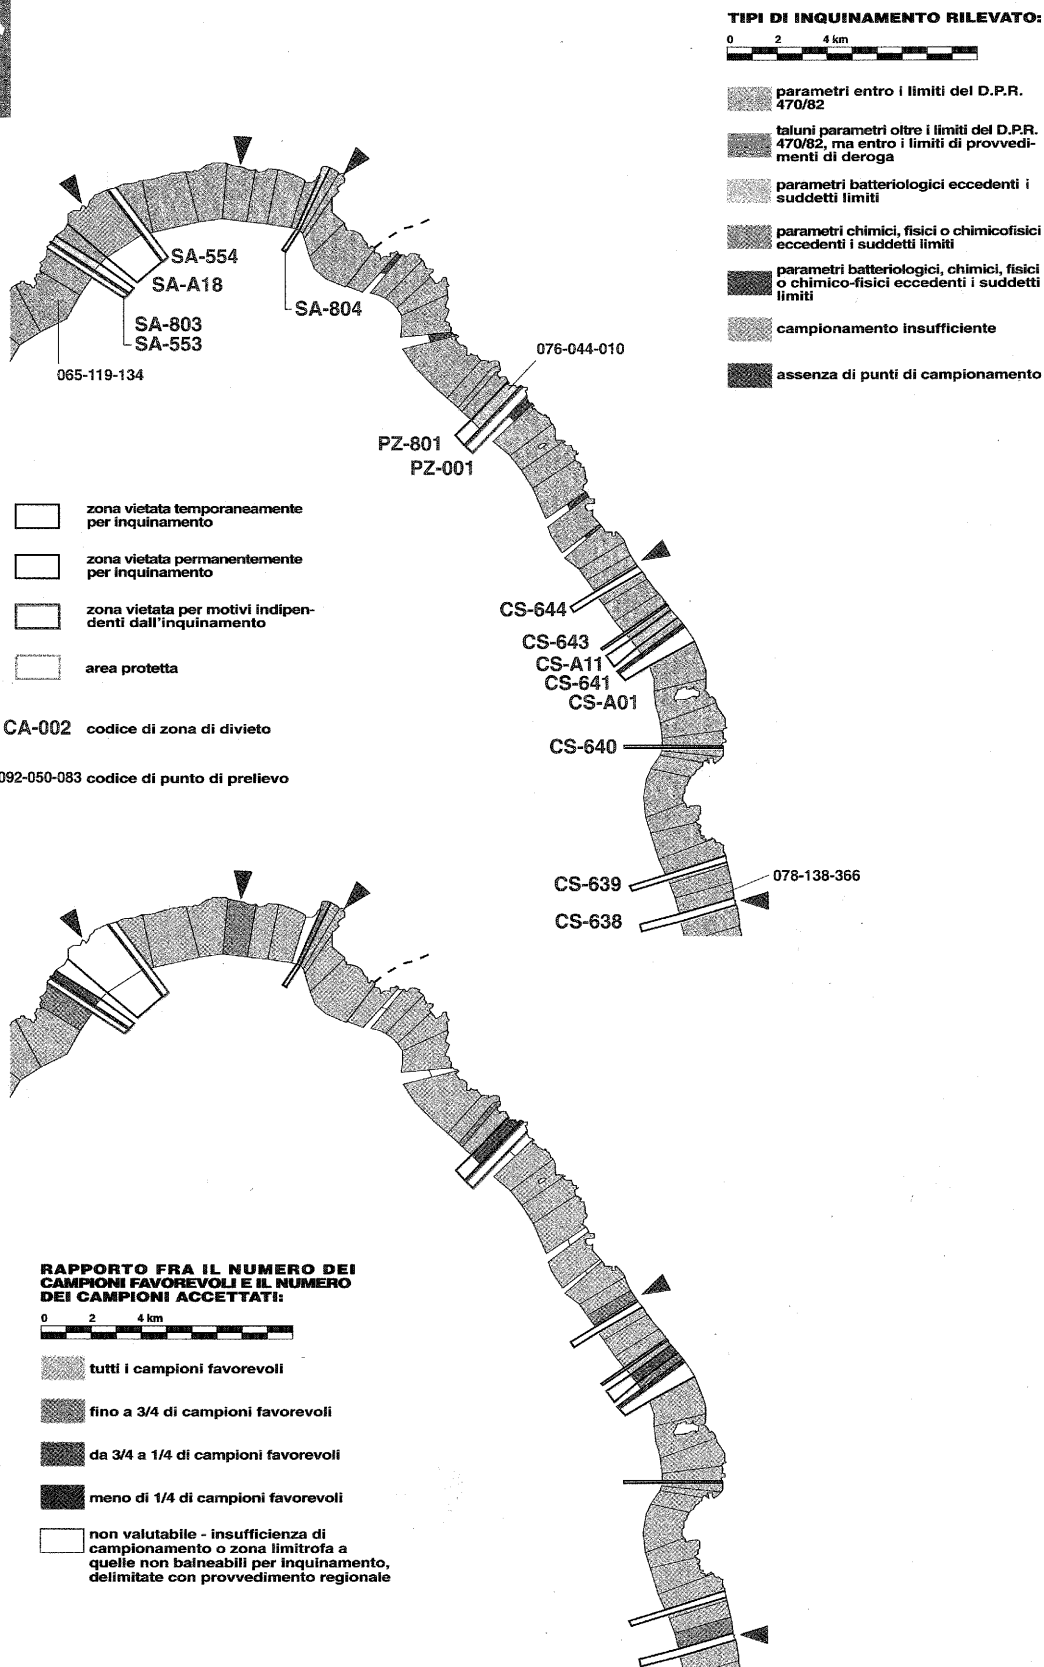 TIPI DI INQUINAMENTO RILEVATO:
0 2 4 km
parametri entro i limiti del D.P.R.
470/82
taluni parametri oltre i limiti del D.P.R.
470/82, ma entro i limiti di provvedi-
menti di deroga
parametri batteriologici eccedenti i
suddetti limiti
parametri chimici, fisici o chimicofisici
eccedenti i suddetti limiti
parametri batteriologici, chimici, fisici
o chimico-fisici eccedenti i suddetti
limiti
campionamento insufficiente
assenza di punti di campionamento
SA-554
SA-A18
SA-803
SA-553
SA-804
065-119-134
076-044-010
PZ-801
PZ-001
zona vietata temporaneamente
per inquinamento
zona vietata permanentemente
per inquinamento
zona vietata per motivi indipen-
denti dall'inquinamento
area protetta
CA-002 codice di zona di divieto
092-050-083 codice di punto di prelievo
CS-644
CS-643
CS-A11
CS-641
CS-A01
CS-640
CS-639
078-138-366
CS-638
RAPPORTO FRA IL NUMERO DEI
CAMPIONI FAVOREVOLI E IL NUMERO
DEI CAMPIONI ACCETTATI:
0 2 4 km
tutti i campioni favorevoli
fino a 3/4 di campioni favorevoli
da 3/4 a 1/4 di campioni favorevoli
meno di 1/4 di campioni favorevoli
non valutabile - insufficienza di
campionamento o zona limitrofa a
quelle non balneabili per inquinamento,
delimitate con provvedimento regionale